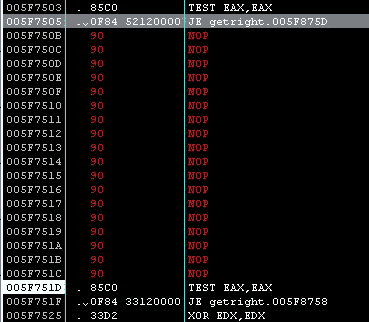 005F7503 . 85C0 TEST EAX,EAX
005F7505 .˅0F84 52120000 JE getright.005F875D
005F750B 90 NOP
005F750C 90 NOP
005F750D 90 NOP
005F750E 90 NOP
005F750F 90 NOP
005F7510 90 NOP
005F7511 90 NOP
005F7512 90 NOP
005F7513 90 NOP
005F7514 90 NOP
005F7515 90 NOP
005F7516 90 NOP
005F7517 90 NOP
005F7518 90 NOP
005F7519 90 NOP
005F751A 90 NOP
005F751B 90 NOP
005F751C 90 NOP
005F751D . 85C0 TEST EAX,EAX
005F751F .˅0F84 33120000 JE getright.005F8758
005F7525 . 33D2 XOR EDX,EDX